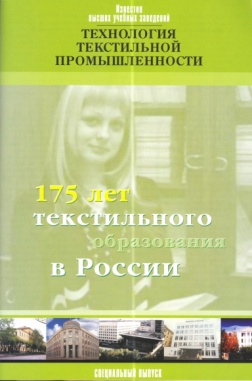 Известия
высших учебных заведений
ТЕХНОЛОГИЯ
ТЕКСТИЛЬНОЙ
ПРОМЫШЛЕННОСТИ
175 лет
текстильного
образования
в России
СПЕЦИАЛЬНЫЙ ВЫПУСК